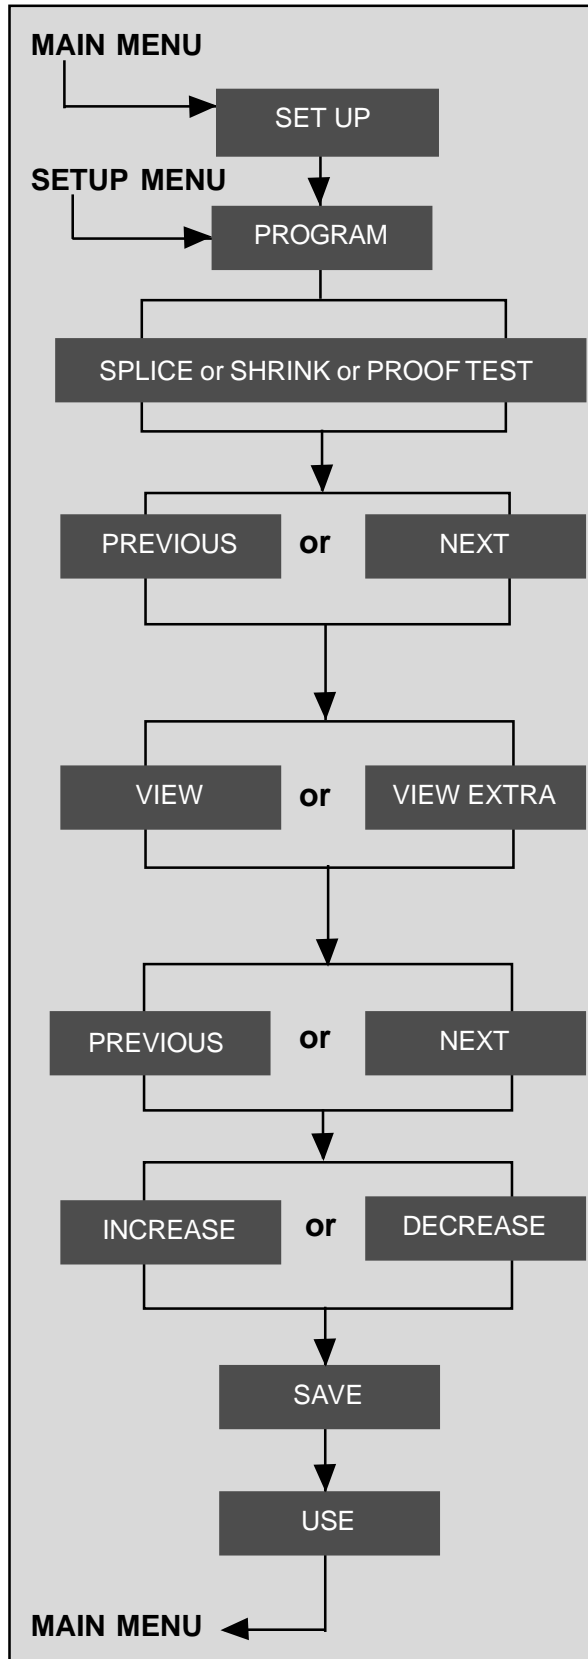 MAIN MENU
SET UP
SETUP MENU
PROGRAM
SPLICE or SHRINK or PROOF TEST
PREVIOUS or NEXT
VIEW or VIEW EXTRA
PREVIOUS or NEXT
INCREASE or DECREASE
SAVE
USE
MAIN MENU